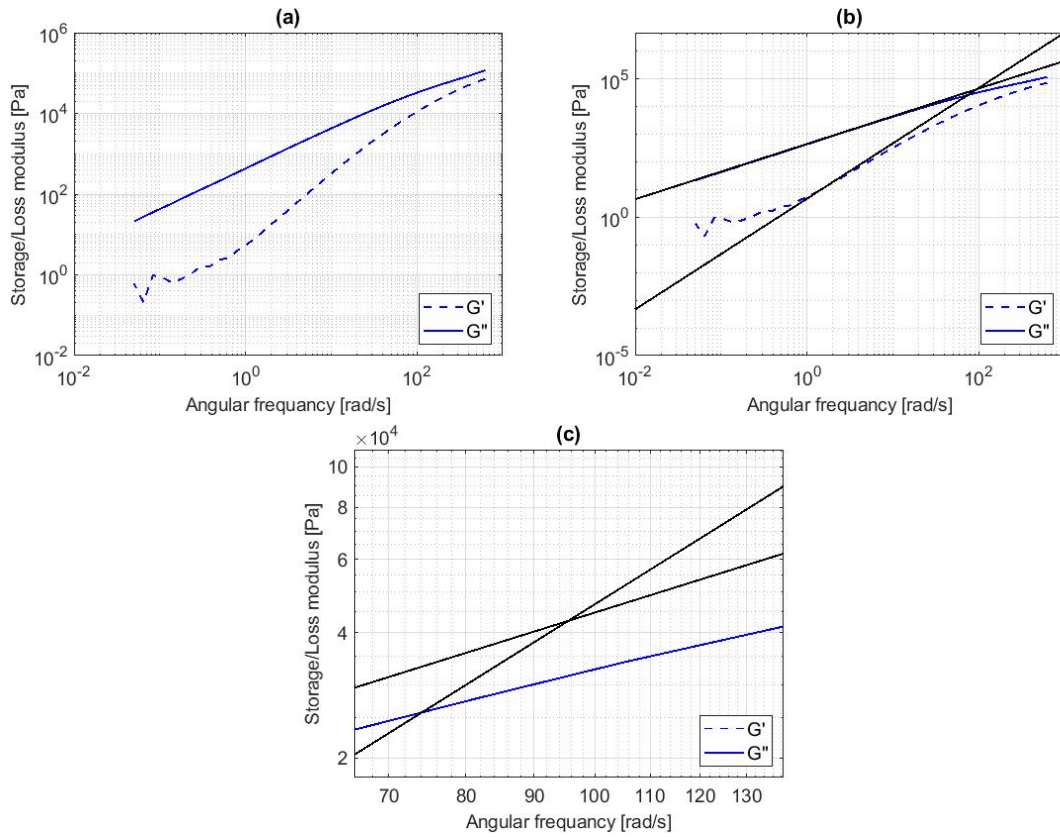 (a)
10^6
10^4
10^2
10^0
10^-2
10^-2
10^0
10^2
Storage/Loss modulus [Pa]
Angular frequancy [rad/s]
G'
G"
(b)
10^5
10^0
10^-5
10^-2
10^0
10^2
Storage/Loss modulus [Pa]
Angular frequancy [rad/s]
G'
G"
(c)
×10^4
10
8
6
4
2
70
80
90
100
110
120
130
Storage/Loss modulus [Pa]
Angular frequancy [rad/s]
G'
G"